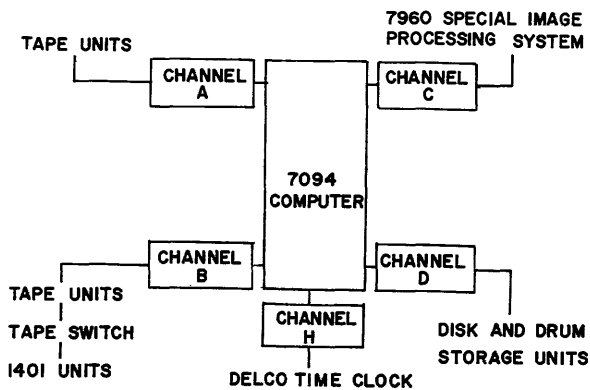 7960 SPECIAL IMAGE
PROCESSING SYSTEM
TAPE UNITS
CHANNEL
A
CHANNEL
C
7094
COMPUTER
CHANNEL
B
CHANNEL
D
TAPE UNITS
TAPE SWITCH
1401 UNITS
CHANNEL
H
DISK AND DRUM
STORAGE UNITS
DELCO TIME CLOCK